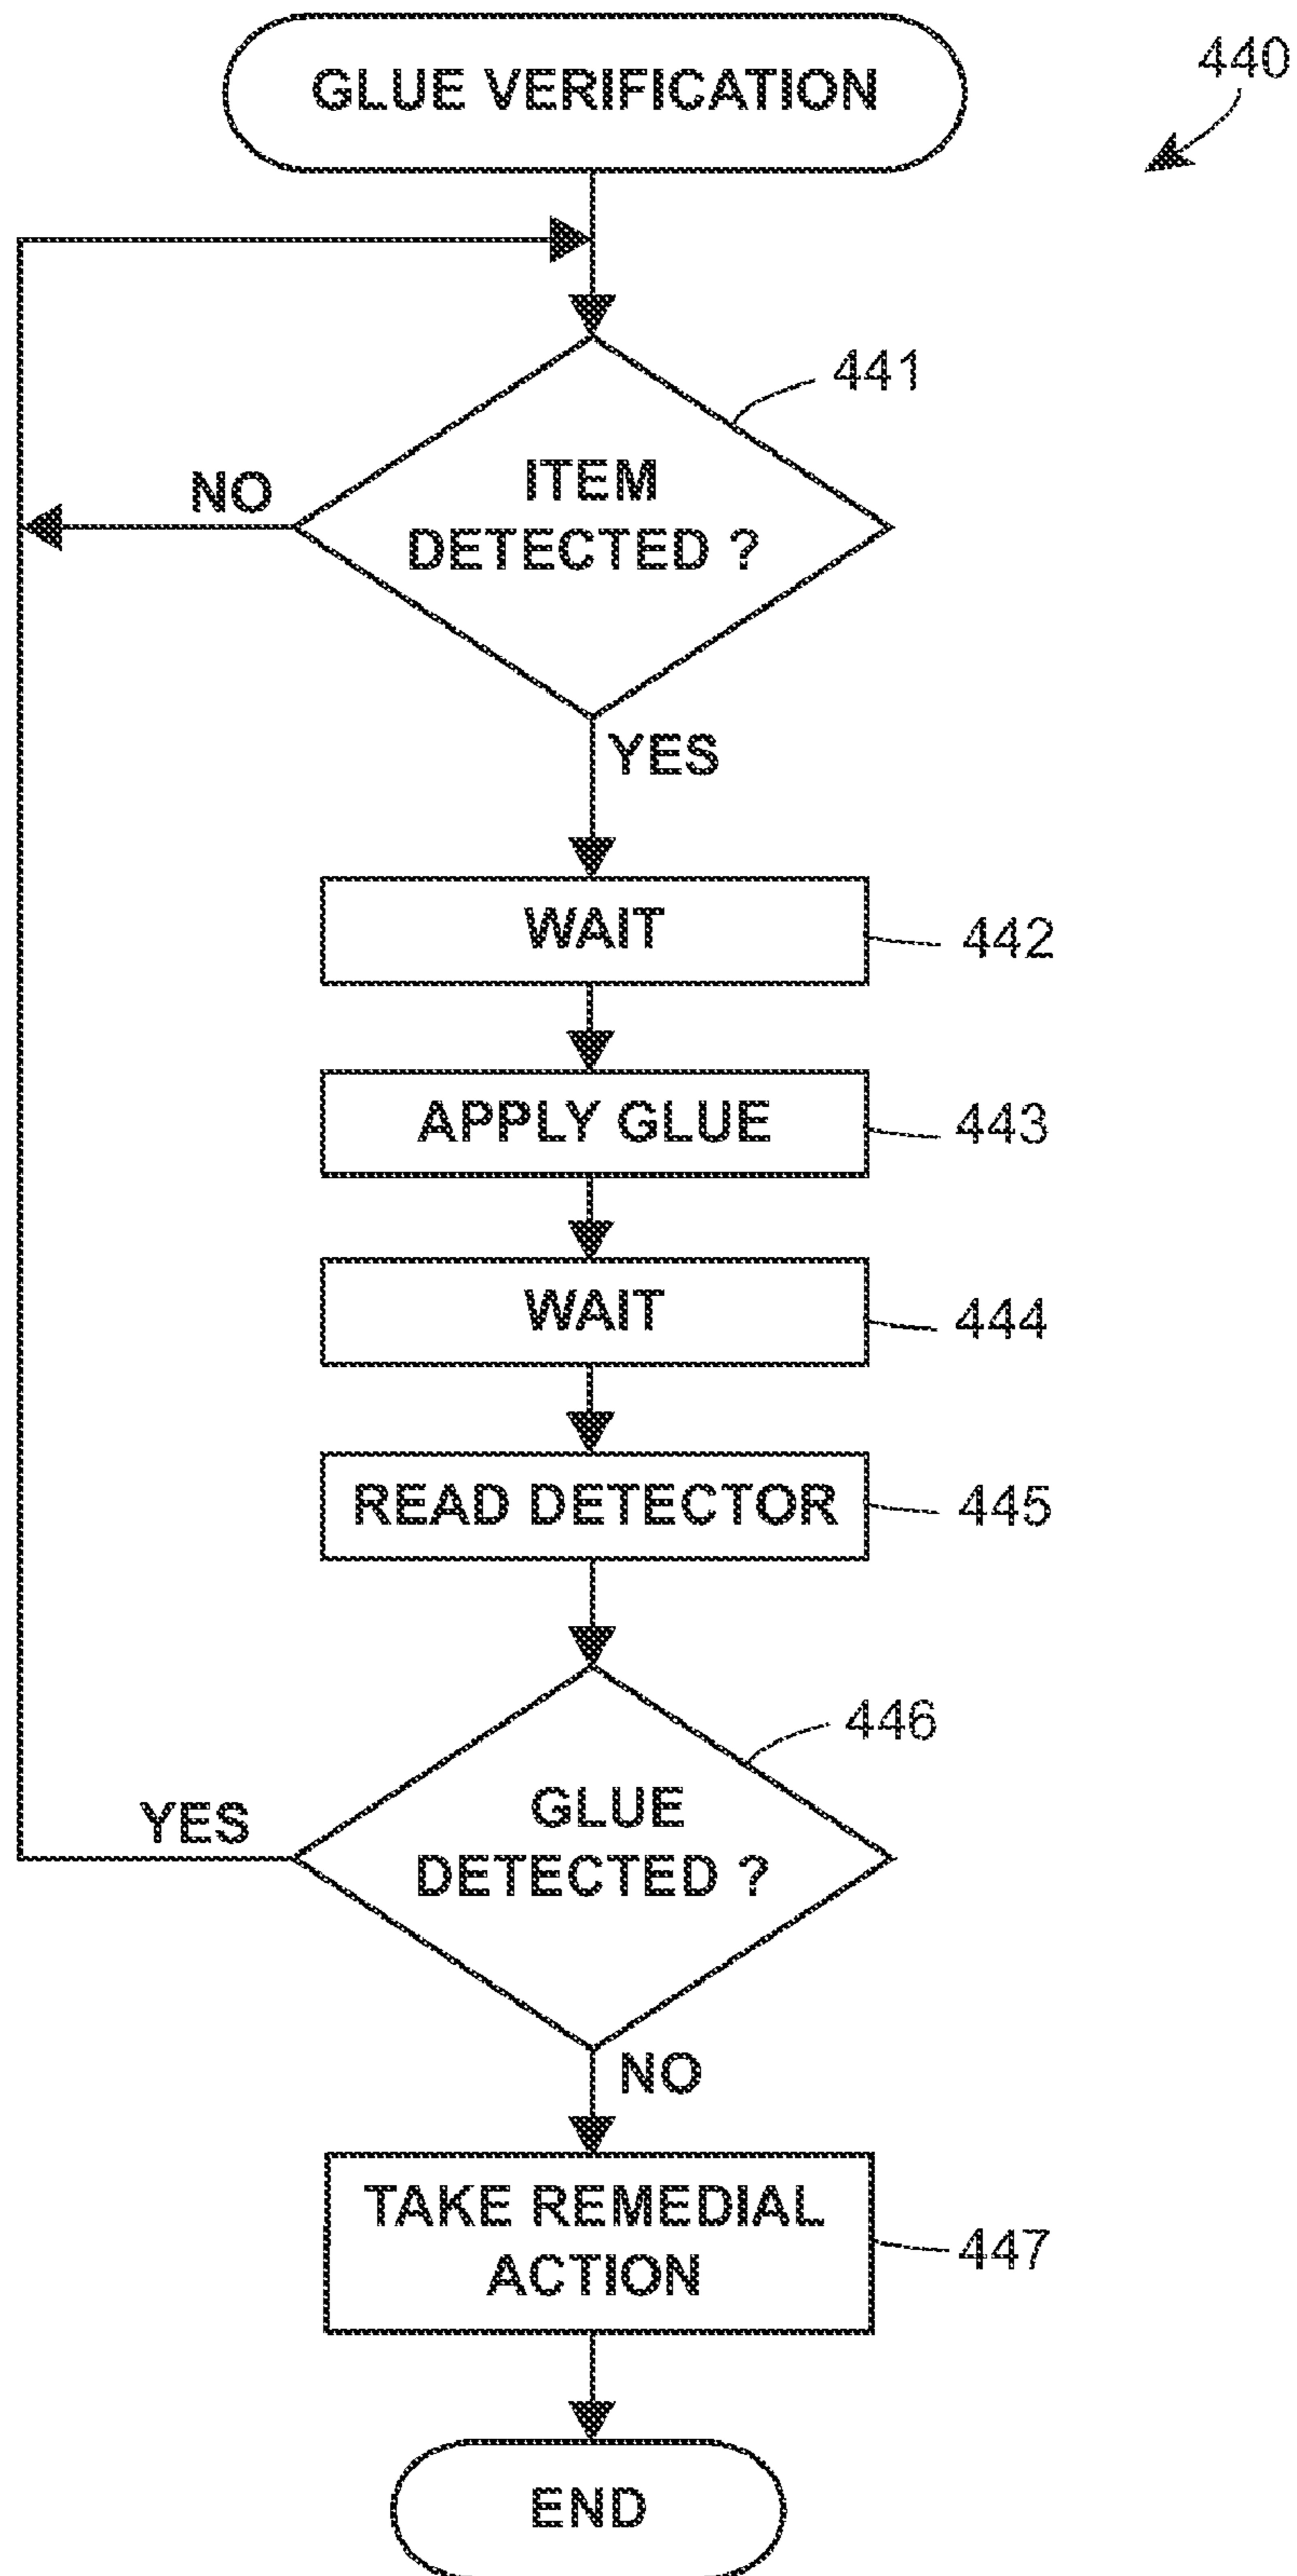 GLUE VERIFICATION
440
441
ITEM
DETECTED ?
NO
YES
WAIT
442
APPLY GLUE
443
WAIT
444
READ DETECTOR
445
446
GLUE
DETECTED ?
YES
NO
TAKE REMEDIAL
ACTION
447
END